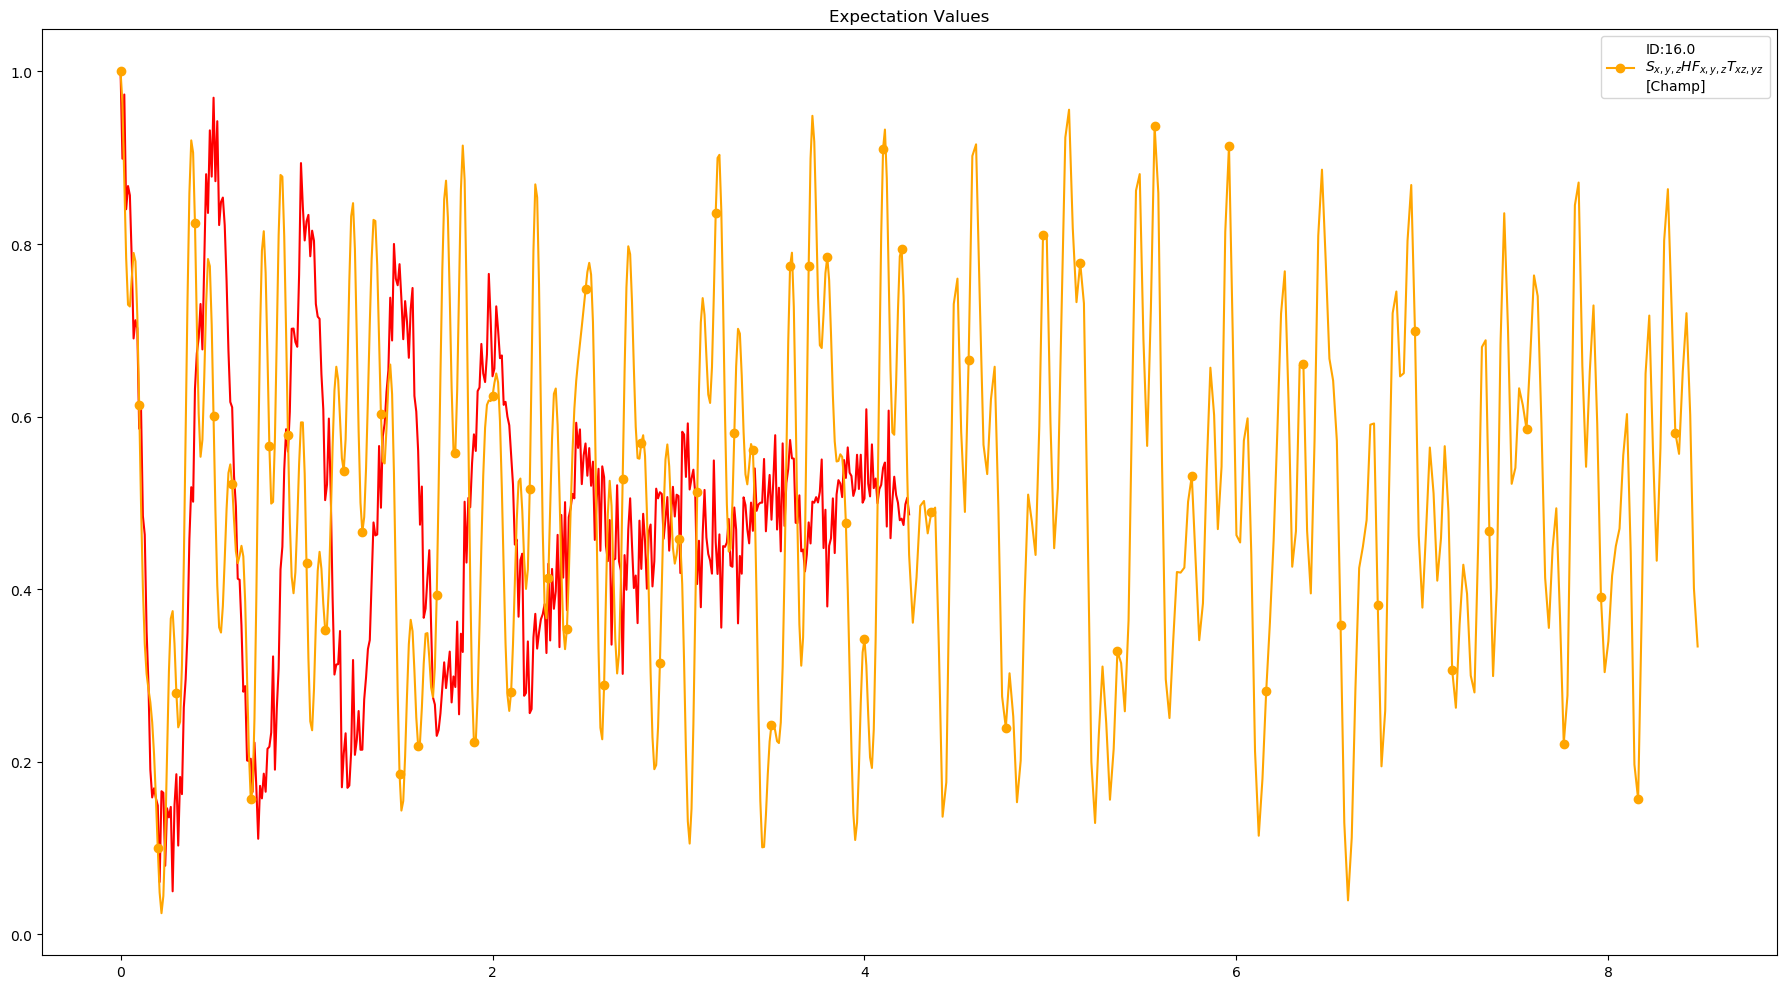 Expectation Values
ID:16.0
$S_{x,y,z}HF_{x,y,z}T_{xz,yz}$
[Champ]
1.0
0.8
0.6
0.4
0.2
0.0
0 2 4 6 8